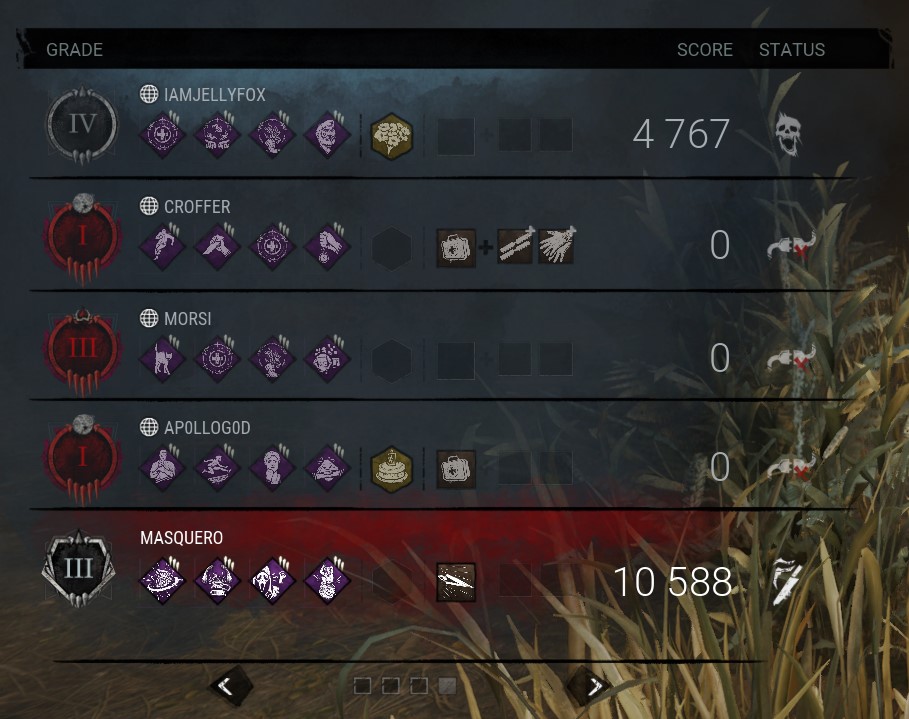 GRADE SCORE STATUS
IV IAMJELLYFOX 4 767
I CROFFER 0
III MORSI 0
I AP0LLOG0D 0
III MASQUERO 10 588